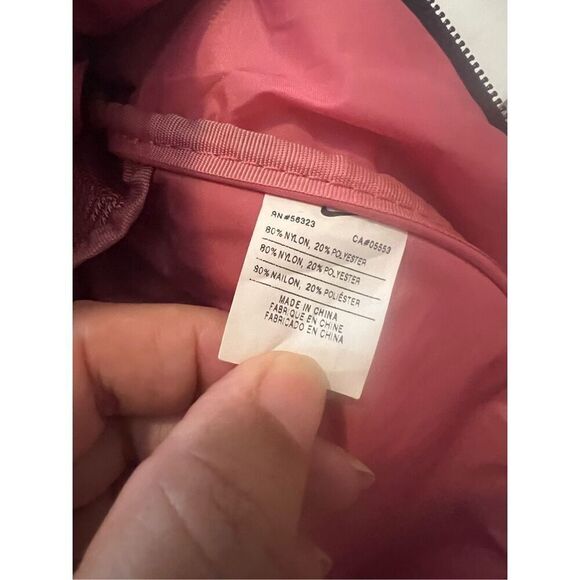 RN#56323 CA#05553
80% NYLON, 20% POLYESTER
80% NYLON, 20% POLYESTER
80% NAILON, 20% POLIÉSTER
MADE IN CHINA
FABRIQUE EN CHINE
FABRICADO EN CHINA